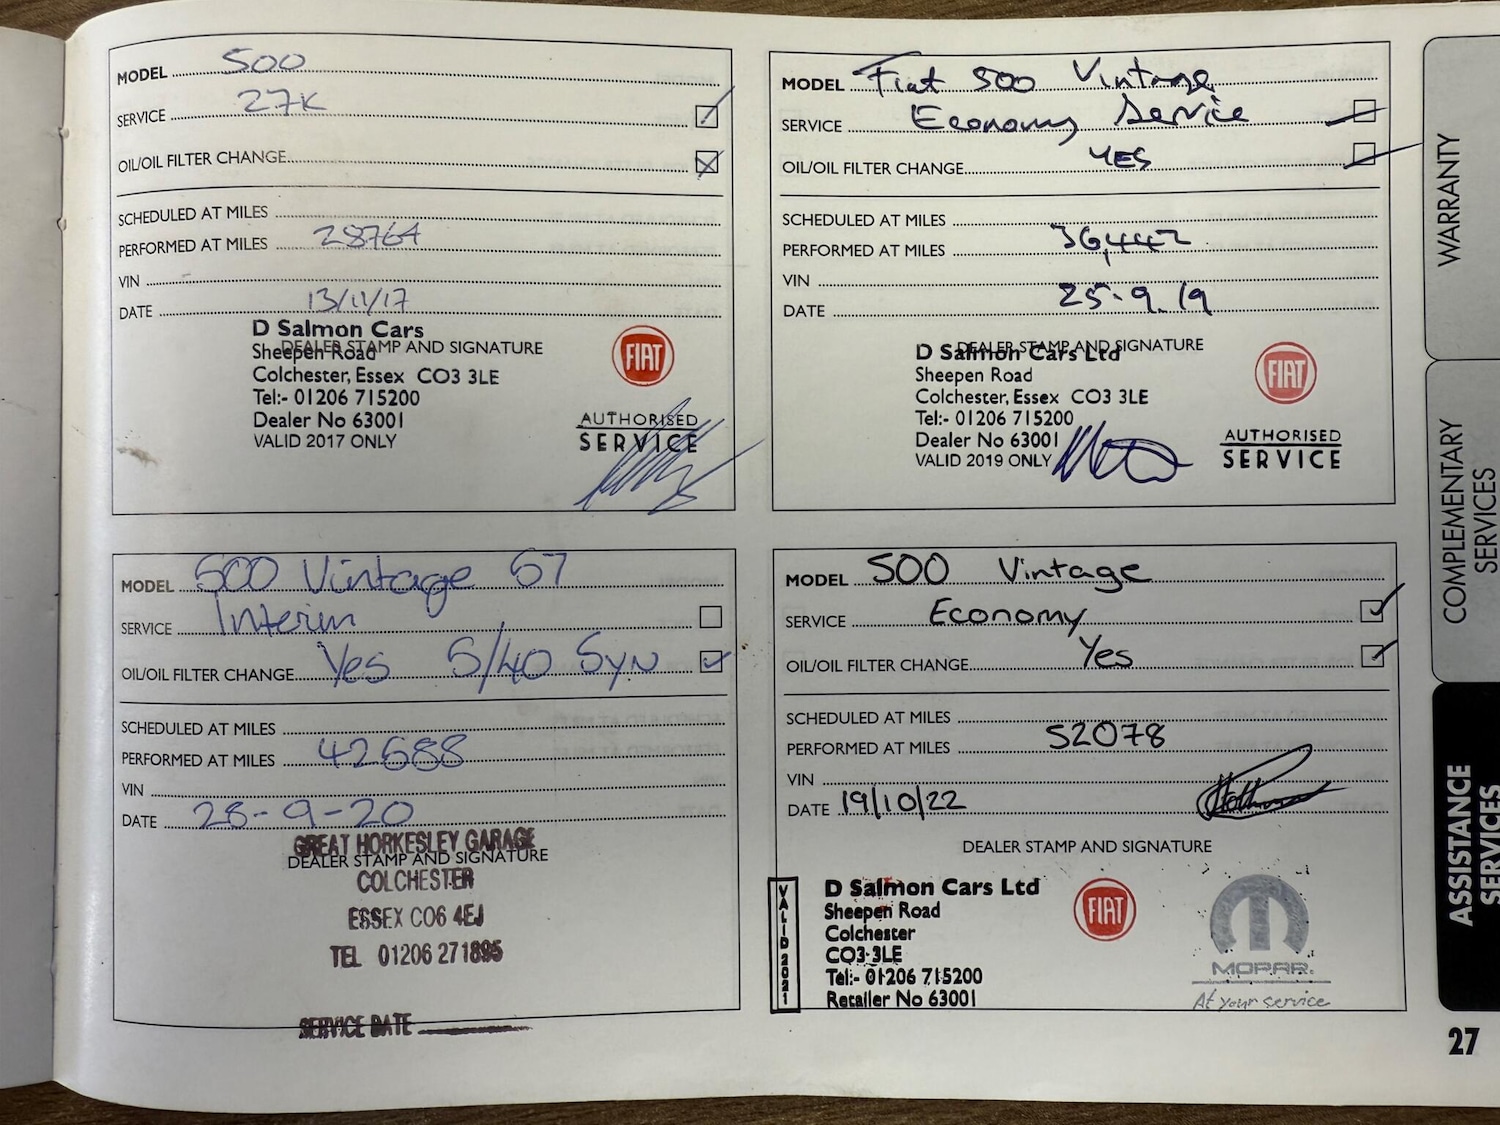 MODEL 500
SERVICE 27K
OIL/OIL FILTER CHANGE
SCHEDULED AT MILES
PERFORMED AT MILES 28764
VIN
DATE 13/11/17
DEALER STAMP AND SIGNATURE
D Salmon Cars
Sheepen Road
Colchester, Essex CO3 3LE
Tel:- 01206 715200
Dealer No 63001
VALID 2017 ONLY
FIAT
AUTHORISED
SERVICE
MODEL Fiat 500 Vintage
SERVICE Economy Service
OIL/OIL FILTER CHANGE YES
SCHEDULED AT MILES
PERFORMED AT MILES 36,442
VIN
DATE 25-9.19
DEALER STAMP AND SIGNATURE
D Salmon Cars Ltd
Sheepen Road
Colchester, Essex CO3 3LE
Tel:- 01206 715200
Dealer No 63001
VALID 2019 ONLY
FIAT
AUTHORISED
SERVICE
MODEL 500 Vintage 57
SERVICE Interim
OIL/OIL FILTER CHANGE Yes 5/40 Syn
SCHEDULED AT MILES
PERFORMED AT MILES 42688
VIN
DATE 28-9-20
GREAT HORKESLEY GARAGE
DEALER STAMP AND SIGNATURE
COLCHESTER
ESSEX CO6 4EJ
TEL 01206 271895
SERVICE DATE
MODEL 500 Vintage
SERVICE Economy
OIL/OIL FILTER CHANGE Yes
SCHEDULED AT MILES
PERFORMED AT MILES 52078
VIN
DATE 19/10/22
DEALER STAMP AND SIGNATURE
VALID 2021
D Salmon Cars Ltd
Sheepen Road
Colchester
CO3 3LE
Tel:- 01206 715200
Retailer No 63001
FIAT
MOPAR.
At your service
WARRANTY
COMPLEMENTARY
SERVICES
ASSISTANCE
SERVICES
27